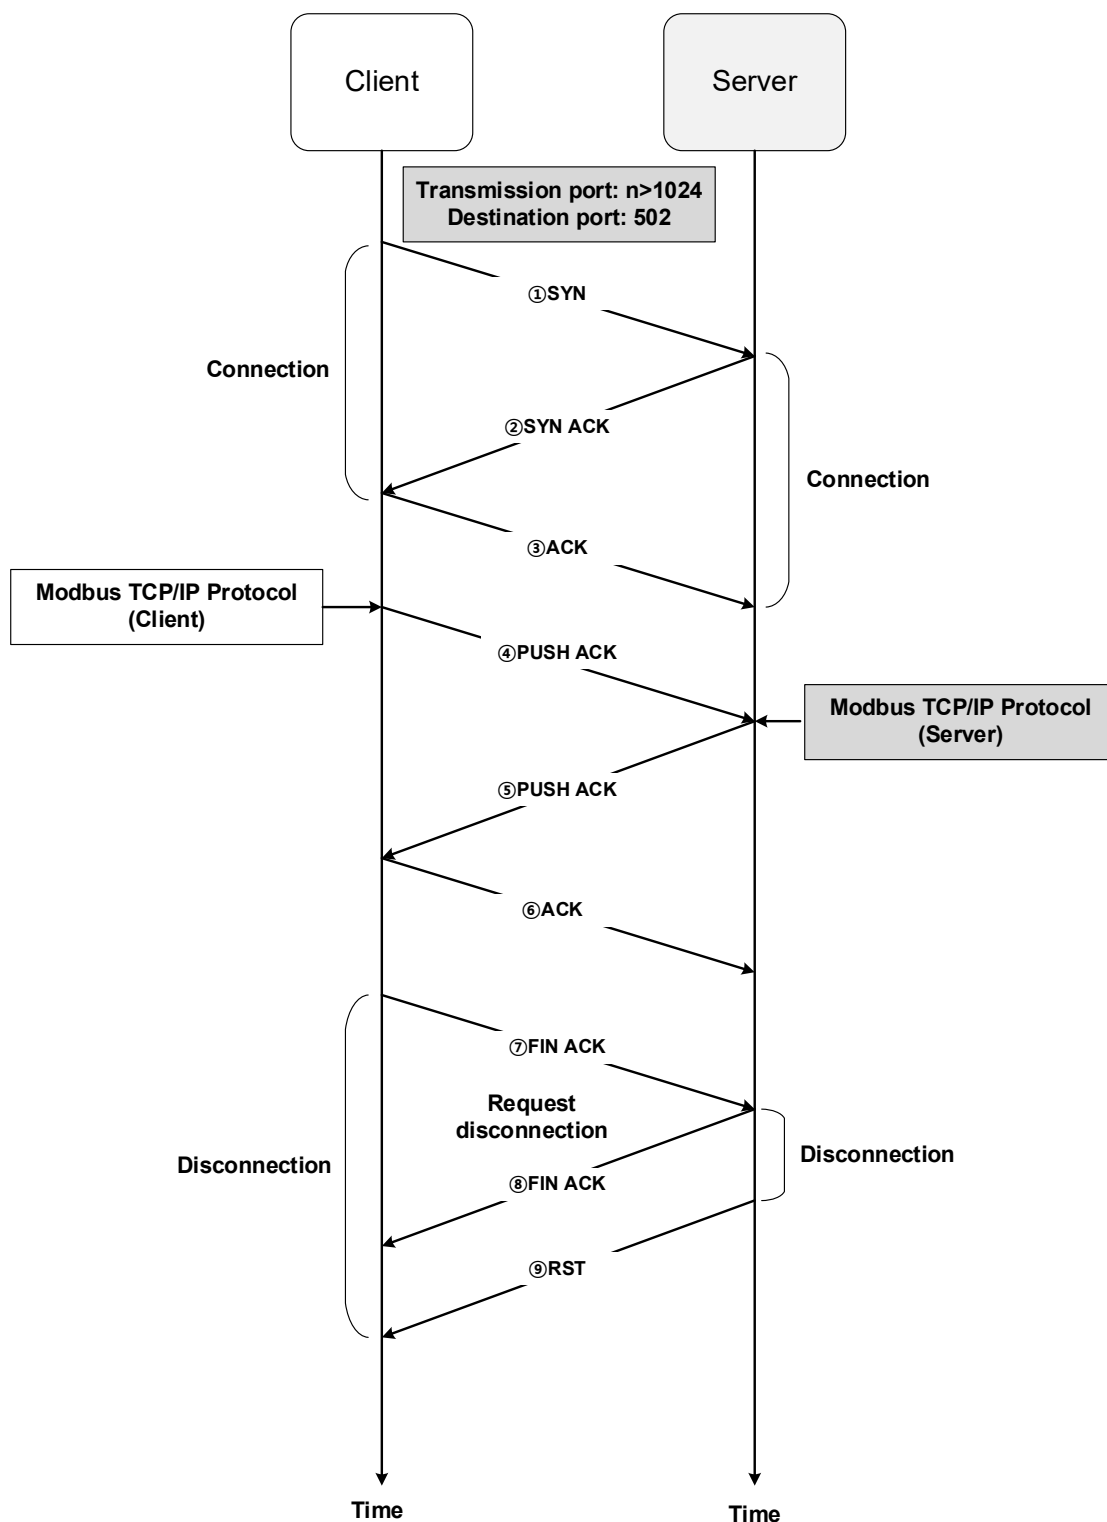 Client
Server
Transmission port: n>1024
Destination port: 502
①SYN
Connection
②SYN ACK
Connection
③ACK
Modbus TCP/IP Protocol
(Client)
④PUSH ACK
Modbus TCP/IP Protocol
(Server)
⑤PUSH ACK
⑥ACK
⑦FIN ACK
Request
disconnection
Disconnection
Disconnection
⑧FIN ACK
⑨RST
Time
Time